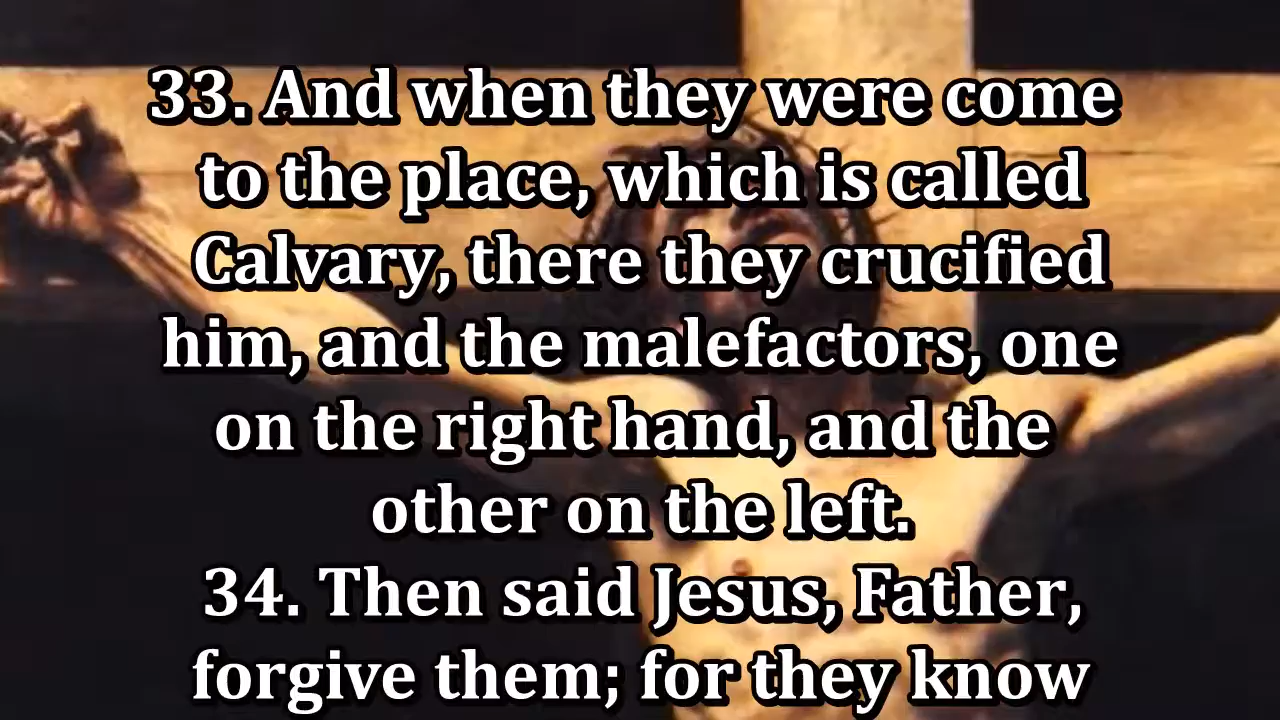 33. And when they were come
to the place, which is called
Calvary, there they crucified
him, and the malefactors, one
on the right hand, and the
other on the left.
34. Then said Jesus, Father,
forgive them; for they know